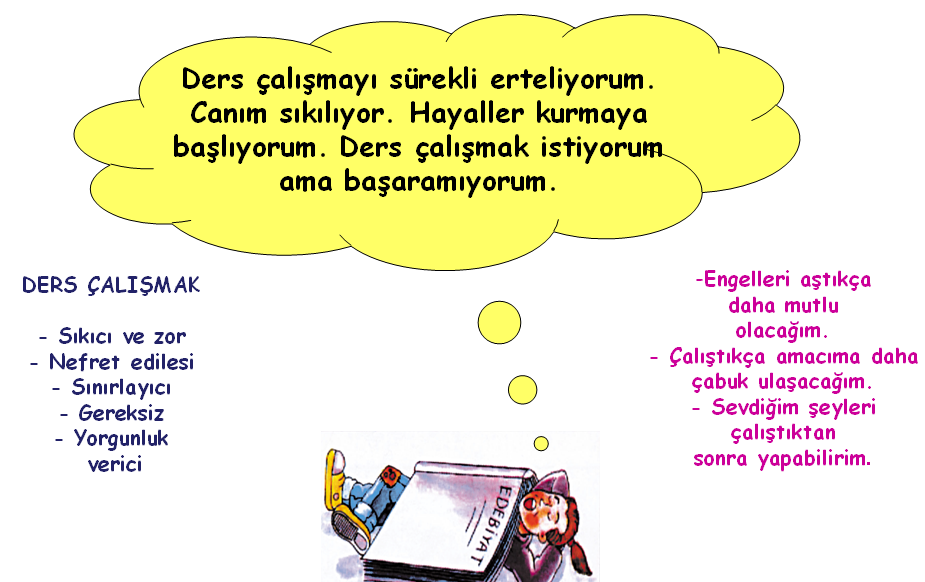 Ders çalışmayı sürekli erteliyorum.
Canım sıkılıyor. Hayaller kurmaya
başlıyorum. Ders çalışmak istiyorum
ama başaramıyorum.
DERS ÇALIŞMAK
- Sıkıcı ve zor
- Nefret edilesi
- Sınırlayıcı
- Gereksiz
- Yorgunluk
verici
-Engelleri aştıkça
daha mutlu
olacağım.
- Çalıştıkça amacıma daha
çabuk ulaşacağım.
- Sevdiğim şeyleri
çalıştıktan
sonra yapabilirim.
EDEBİYAT